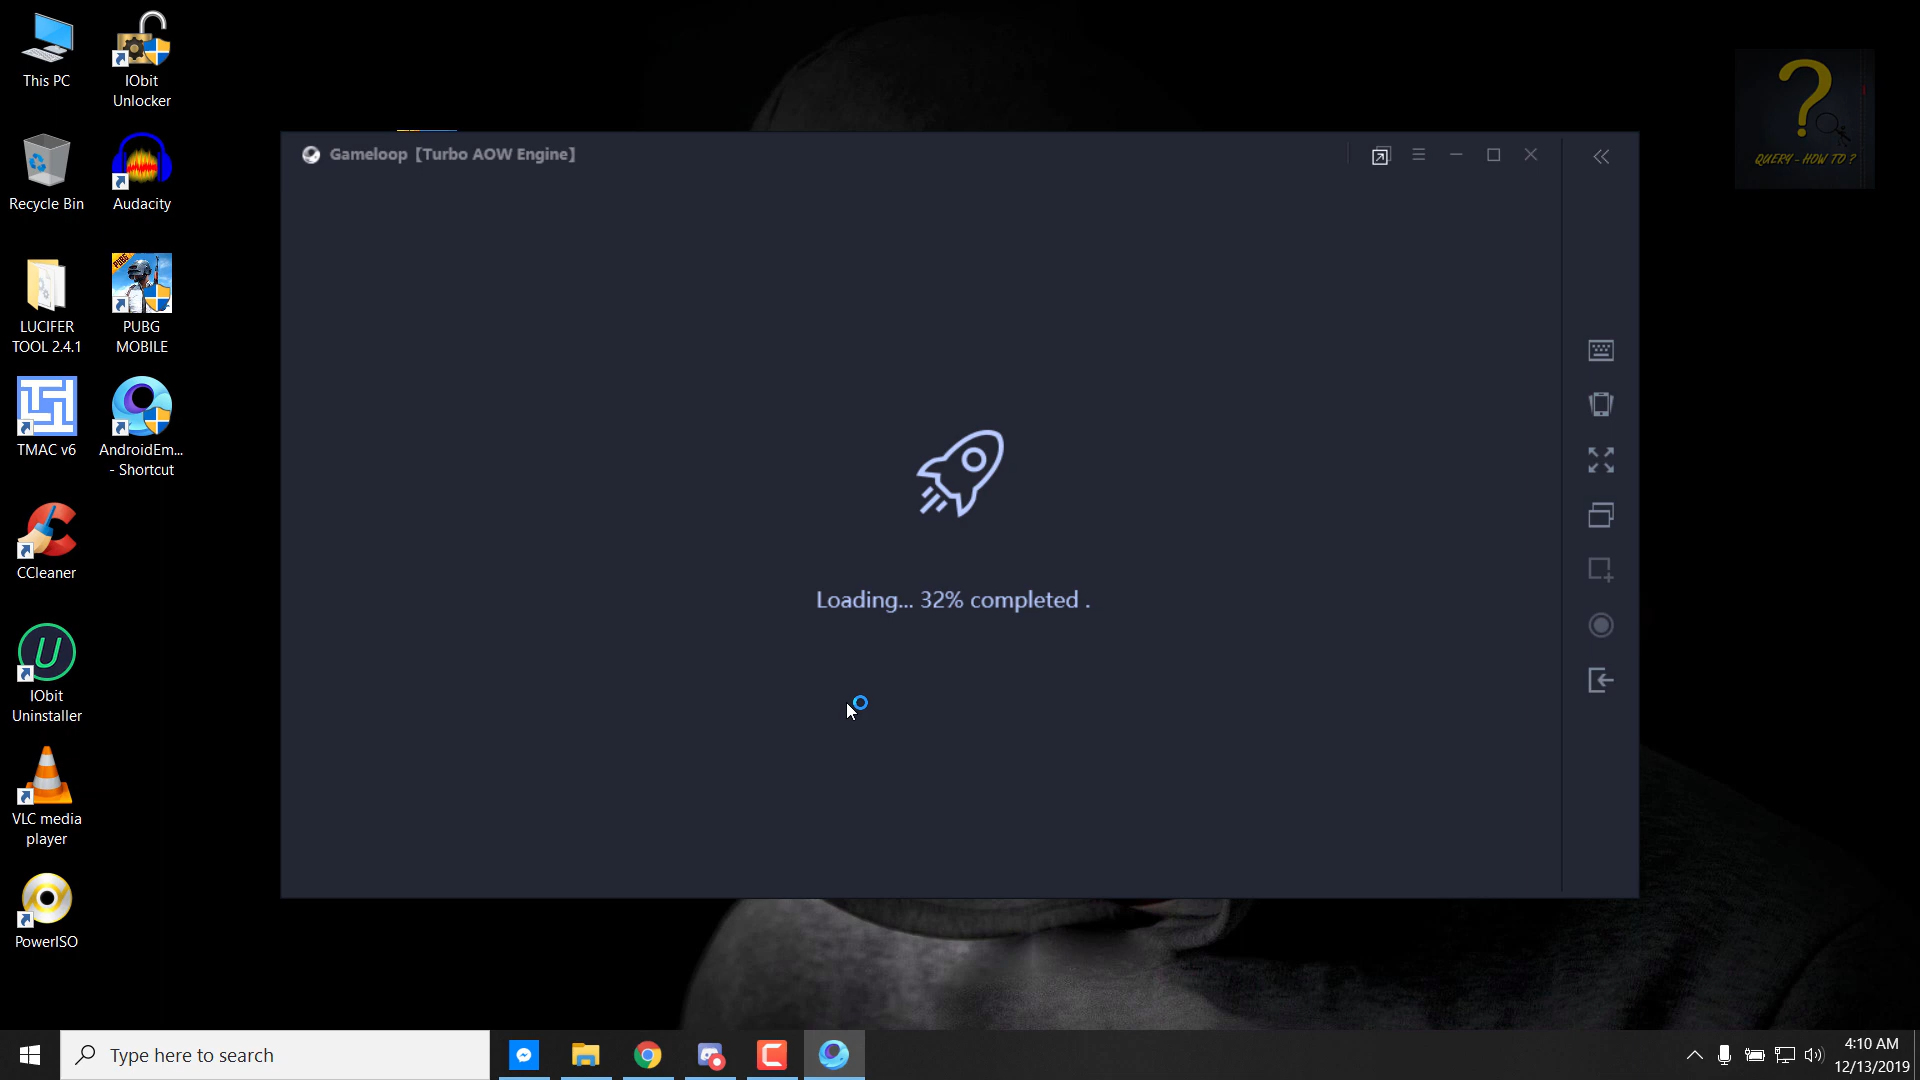 This PC
IObit
Unlocker
Recycle Bin
Audacity
LUCIFER
TOOL 2.4.1
PUBG
PUBG
MOBILE
TMAC v6
AndroidEm...
- Shortcut
CCleaner
IObit
Uninstaller
VLC media
player
PowerISO
Gameloop【Turbo AOW Engine】
Loading... 32% completed .
?
QUERY - HOW TO ?
Type here to search
4:10 AM
12/13/2019